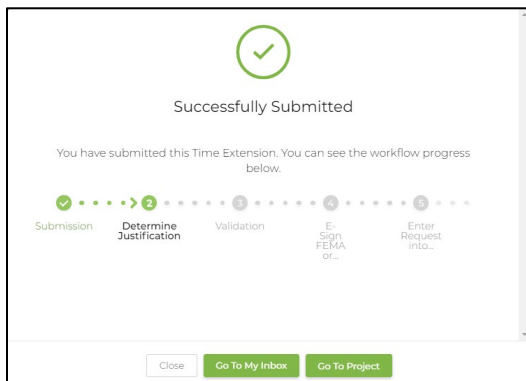 Successfully Submitted
You have submitted this Time Extension. You can see the workflow progress
below.
2 3 4 5
Submission Determine Validation E- Enter
Justification Sign Request
FEMA into...
or...
Close Go To My Inbox Go To Project